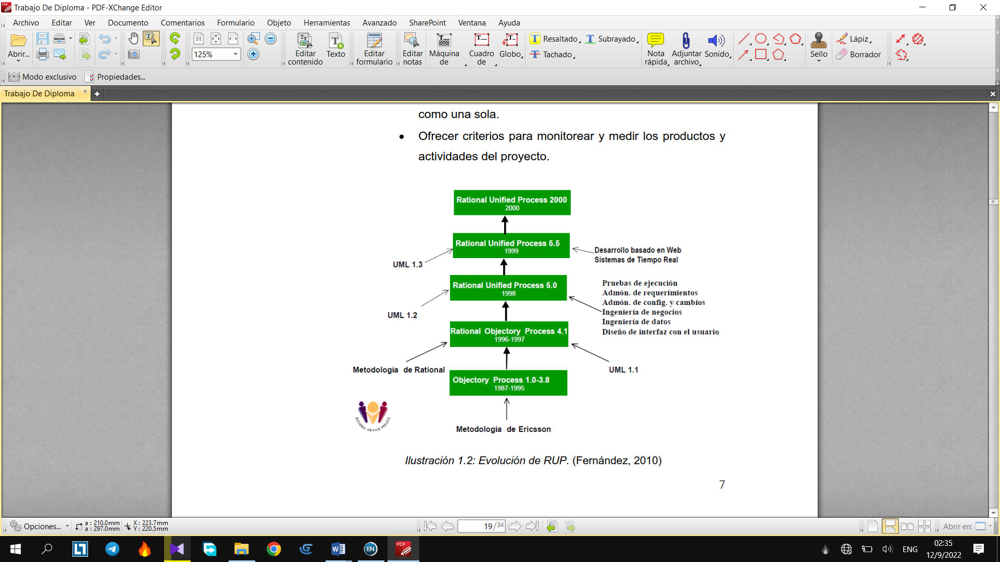 Trabajo De Diploma - PDF-XChange Editor
Archivo Editar Ver Documento Comentarios Formulario Objeto Herramientas Avanzado SharePoint Ventana Ayuda
Abrir...
1:1
125%
Editar contenido
Texto
Editar formulario
Editar notas
Máquina de
Cuadro de
Globo
Resaltado
Subrayado
Tachado
Nota rápida
Adjuntar archivo
Sonido
Sello
Lápiz
Borrador
Modo exclusivo Propiedades...
Trabajo De Diploma
como una sola.
• Ofrecer criterios para monitorear y medir los productos y
actividades del proyecto.
Rational Unified Process 2000
2000
Rational Unified Process 5.5
1999
Desarrollo basado en Web
Sistemas de Tiempo Real
UML 1.3
Rational Unified Process 5.0
1998
Pruebas de ejecución
Admón. de requerimientos
Admón. de config. y cambios
Ingeniería de negocios
Ingeniería de datos
Diseño de interfaz con el usuario
UML 1.2
Rational Objectory Process 4.1
1996-1997
Metodología de Rational
UML 1.1
Objectory Process 1.0-3.8
1987-1995
RATIONAL UNIFIED PROCESS
Metodología de Ericsson
Ilustración 1.2: Evolución de RUP. (Fernández, 2010)
7
Opciones...
a : 210.0mm
a : 297.0mm
X : 223.7mm
Y : 220.5mm
19 / 84
Abrir en:
EN
PDF
ENG
02:35
12/9/2022